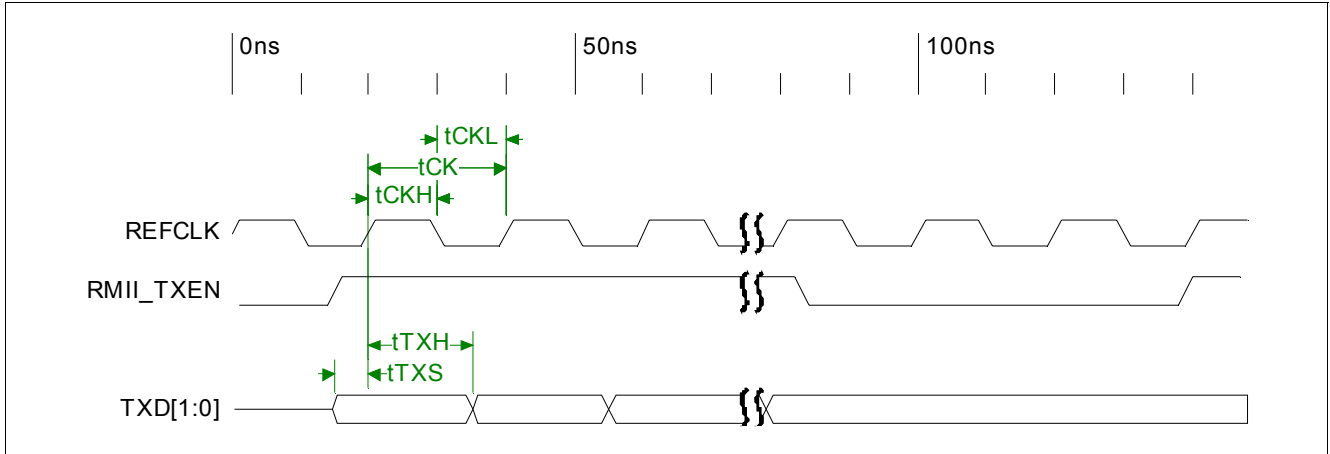 0ns 50ns 100ns
tCKL
tCK
tCKH
REFCLK
RMII_TXEN
tTXH
tTXS
TXD[1:0]